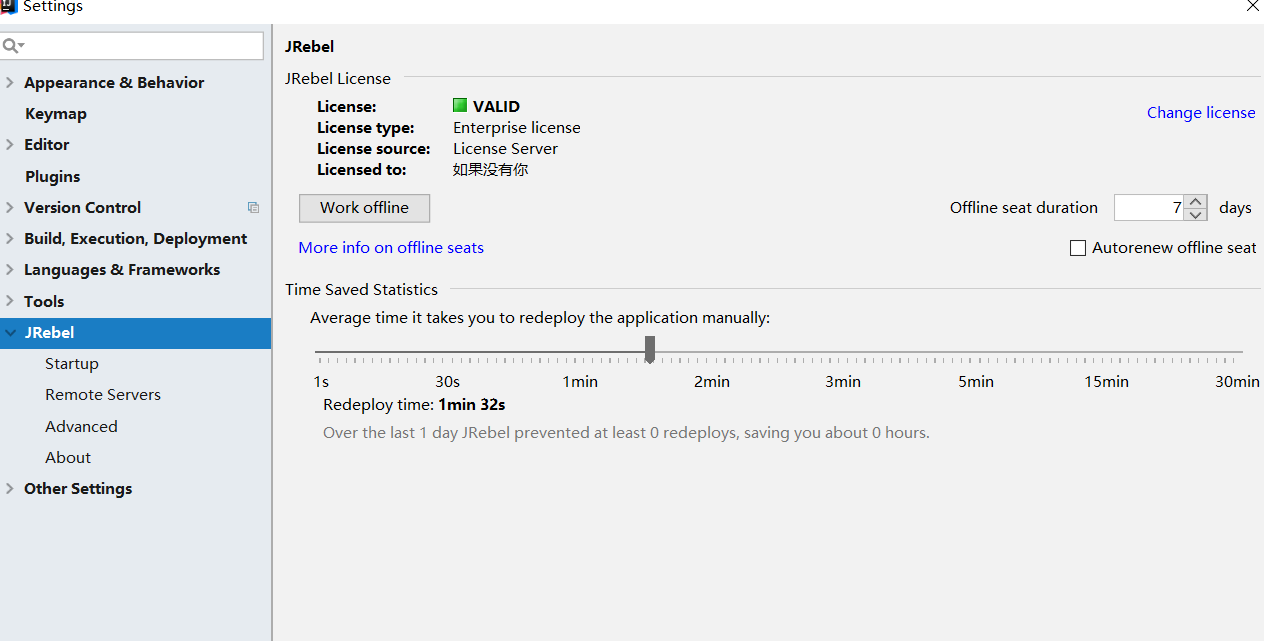 Settings
Appearance & Behavior
Keymap
Editor
Plugins
Version Control
Build, Execution, Deployment
Languages & Frameworks
Tools
JRebel
Startup
Remote Servers
Advanced
About
Other Settings
JRebel
JRebel License
License: VALID
Change license
License type: Enterprise license
License source: License Server
Licensed to: 如果没有你
Work offline
Offline seat duration 7 days
More info on offline seats
Autorenew offline seat
Time Saved Statistics
Average time it takes you to redeploy the application manually:
1s 30s 1min 2min 3min 5min 15min 30min
Redeploy time: 1min 32s
Over the last 1 day JRebel prevented at least 0 redeploys, saving you about 0 hours.